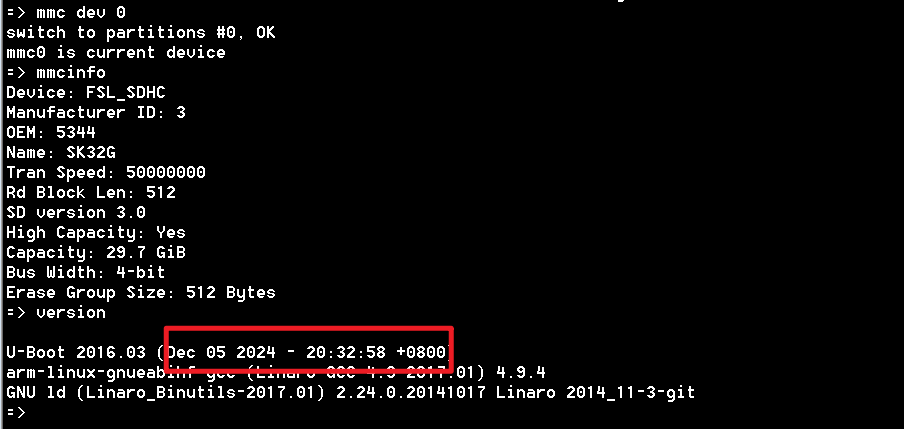 => mmc dev 0
switch to partitions #0, OK
mmc0 is current device
=> mmcinfo
Device: FSL_SDHC
Manufacturer ID: 3
OEM: 5344
Name: SK32G
Tran Speed: 50000000
Rd Block Len: 512
SD version 3.0
High Capacity: Yes
Capacity: 29.7 GiB
Bus Width: 4-bit
Erase Group Size: 512 Bytes
=> version
U-Boot 2016.03 (Dec 05 2024 - 20:32:58 +0800)
arm-linux-gnueabihf-gcc (Linaro GCC 4.9-2017.01) 4.9.4
GNU ld (Linaro_Binutils-2017.01) 2.24.0.20141017 Linaro 2014_11-3-git
=>